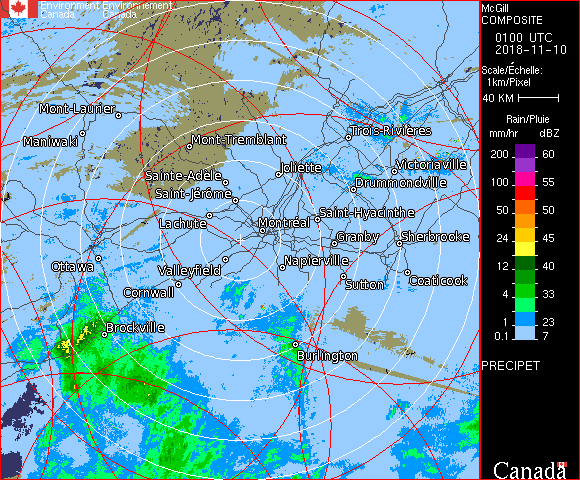 Environment Environnement
Canada Canada
Mont-Laurier
Maniwaki
Mont-Tremblant
Trois-Rivières
Joliette
Victoriaville
Sainte-Adèle
Drummondville
Saint-Jérôme
Saint-Hyacinthe
Lachute
Montréal
Granby
Sherbrooke
Ottawa
Valleyfield
Napierville
Sutton
Coaticook
Cornwall
Brockville
Burlington
McGill
COMPOSITE
0100 UTC
2018-11-10
Scale/Échelle:
1km/Pixel
40 KM
Rain/Pluie
mm/hr dBZ
200 60
100 55
50 50
24 45
12 40
4 33
1 23
0.1 7
PRECIPET
Canada